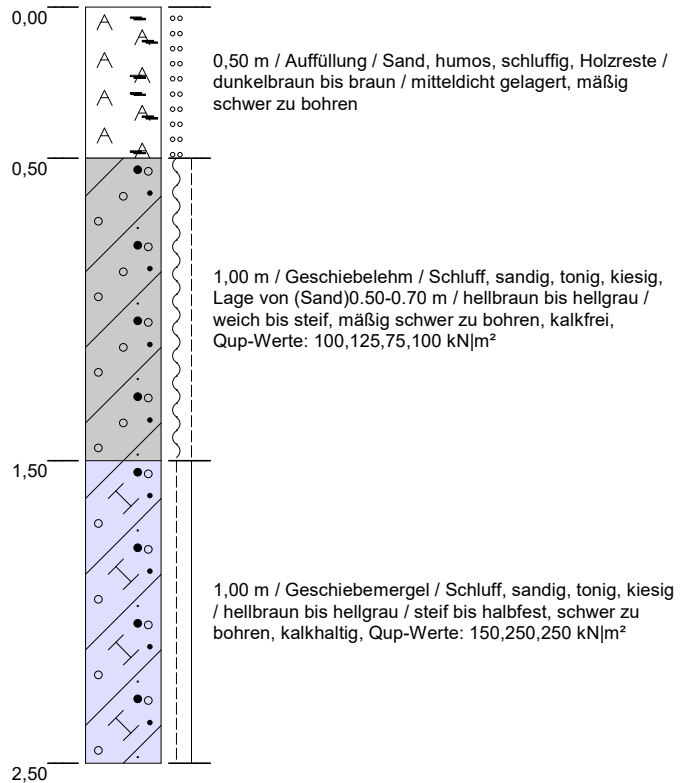 0,00
0,50 m / Auffüllung / Sand, humos, schluffig, Holzreste /
dunkelbraun bis braun / mitteldicht gelagert, mäßig
schwer zu bohren
0,50
1,00 m / Geschiebelehm / Schluff, sandig, tonig, kiesig,
Lage von (Sand)0.50-0.70 m / hellbraun bis hellgrau /
weich bis steif, mäßig schwer zu bohren, kalkfrei,
Qup-Werte: 100,125,75,100 kN|m²
1,50
1,00 m / Geschiebemergel / Schluff, sandig, tonig, kiesig
/ hellbraun bis hellgrau / steif bis halbfest, schwer zu
bohren, kalkhaltig, Qup-Werte: 150,250,250 kN|m²
2,50